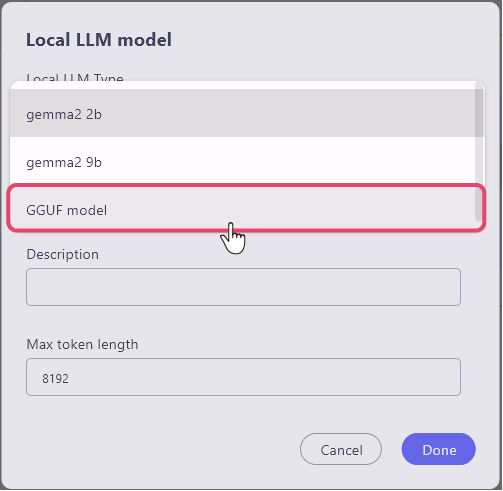 Local LLM model
Local LLM Type
gemma2 2b
gemma2 9b
GGUF model
Description
Max token length
8192
Cancel
Done